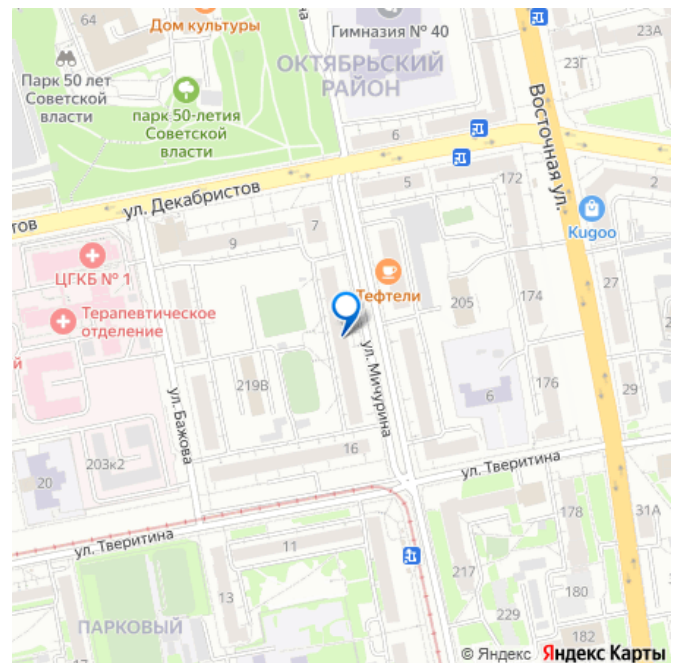 64
Дом культуры
Гимназия № 40
23А
ОКТЯБРЬСКИЙ
РАЙОН
23Г
Парк 50 лет
Советской
власти
парк 50-летия
Советской
власти
6
Восточная ул.
ул. Декабристов
5
172
2
тов
7
9
Kugoo
ЦГКБ № 1
Тефтели
27
205
174
Терапевтическое
отделение
й
ул. Мичурина
219В
6
176
29
ул. Бажова
16
203к2
20
ул. Тверитина
178
31А
ул. Тверитина
11
217
13
180
229
ПАРКОВЫЙ
182
© Яндекс Яндекс Карты